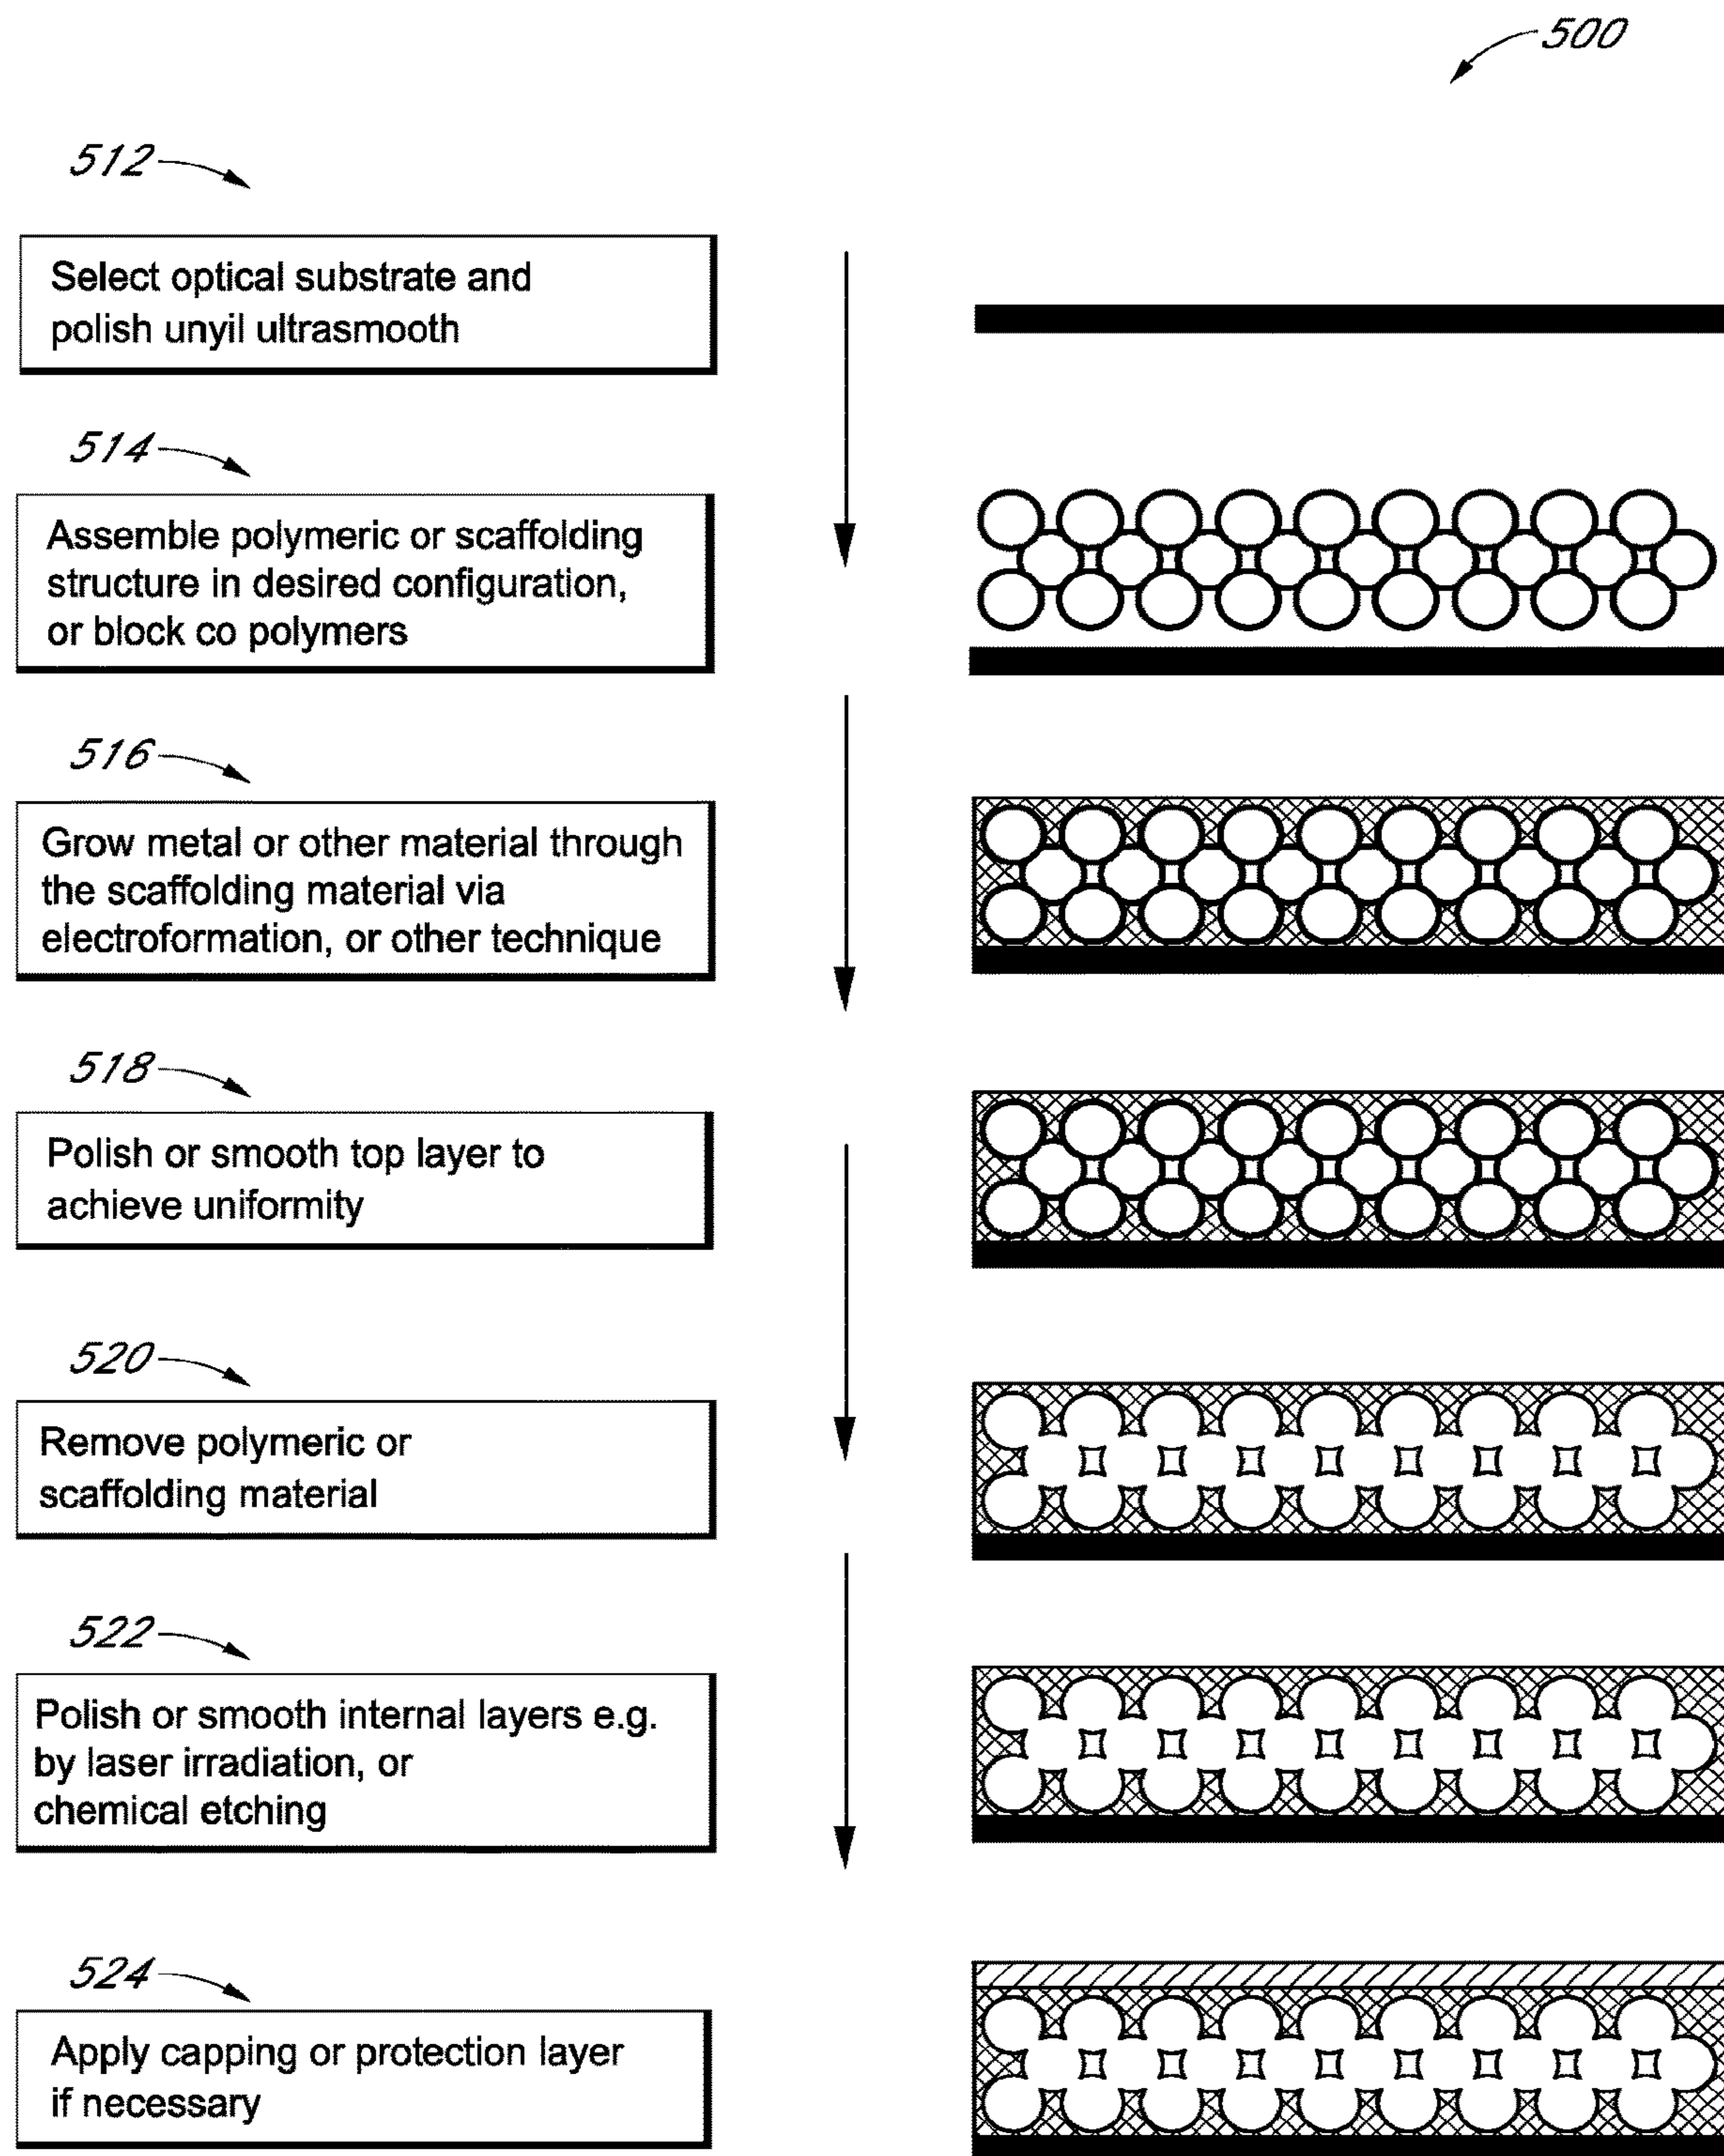 500
512
Select optical substrate and
polish unyil ultrasmooth
514
Assemble polymeric or scaffolding
structure in desired configuration,
or block co polymers
516
Grow metal or other material through
the scaffolding material via
electroformation, or other technique
518
Polish or smooth top layer to
achieve uniformity
520
Remove polymeric or
scaffolding material
522
Polish or smooth internal layers e.g.
by laser irradiation, or
chemical etching
524
Apply capping or protection layer
if necessary